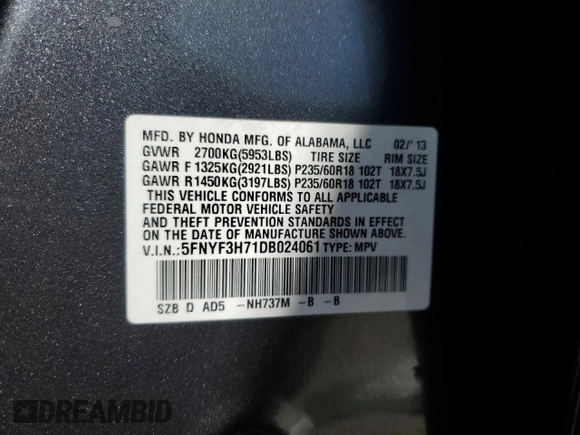 MFD. BY HONDA MFG. OF ALABAMA, LLC 02/'13
GVWR 2700KG(5953LBS) TIRE SIZE RIM SIZE
GAWR F 1325KG(2921LBS) P235/60R18 102T 18X7.5J
GAWR R1450KG(3197LBS) P235/60R18 102T 18X7.5J
THIS VEHICLE CONFORMS TO ALL APPLICABLE
FEDERAL MOTOR VEHICLE SAFETY
AND THEFT PREVENTION STANDARDS IN EFFECT ON
THE DATE OF MANUFACTURE SHOWN ABOVE.
V.I.N.:5FNYF3H71DB024061 TYPE: MPV
SZB D AD5 -NH737M -B -B
DREAMBID